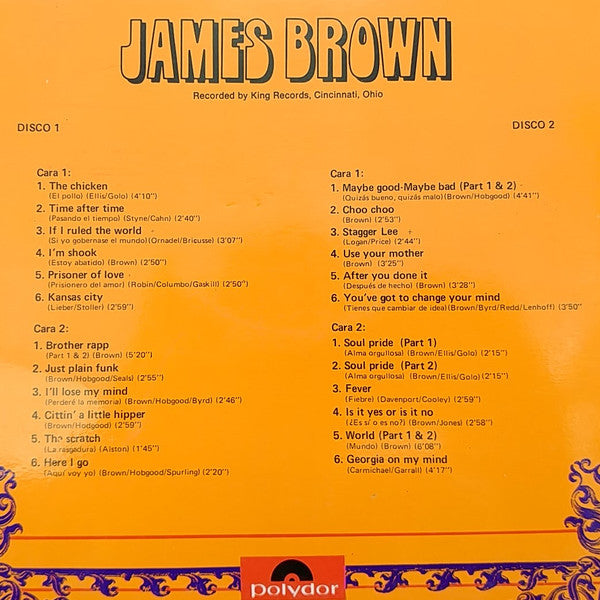 JAMES BROWN
Recorded by King Records, Cincinnati, Ohio
DISCO 1
Cara 1:
1. The chicken
(El pollo) (Ellis/Golo) (4'10'')
2. Time after time
(Pasando el tiempo) (Styne/Cahn) (2'40'')
3. If I ruled the world
(Si yo gobernase el mundo) (Ornadel/Bricusse) (3'07'')
4. I'm shook
(Estoy abatido) (Brown) (2'50'')
5. Prisoner of love
(Prisionero del amor) (Robin/Columbo/Gaskill) (2'50'')
6. Kansas city
(Lieber/Stoller) (2'59'')
Cara 2:
1. Brother rapp
(Part 1 & 2) (Brown) (5'20'')
2. Just plain funk
(Brown/Hobgood/Seals) (2'55'')
3. I'll lose my mind
(Perderé la memoria) (Brown/Hobgood/Byrd) (2'46'')
4. Cittin' a little hipper
(Brown/Hodgood) (2'59'')
5. The scratch
(La rasgadura) (Alston) (1'45'')
6. Here I go
(Aquí voy yo) (Brown/Hobgood/Spurling) (2'20'')
DISCO 2
Cara 1:
1. Maybe good-Maybe bad (Part 1 & 2)
(Quizás bueno, quizás malo) (Brown/Hobgood) (4'41'')
2. Choo choo
(Brown) (2'53'')
3. Stagger Lee
(Logan/Price) (2'44'')
4. Use your mother
(Brown) (3'25'')
5. After you done it
(Después de hecho) (Brown) (3'28'')
6. You've got to change your mind
(Tienes que cambiar de idea) (Brown/Byrd/Redd/Lenhoff) (3'50''
Cara 2:
1. Soul pride (Part 1)
(Alma orgullosa) (Brown/Ellis/Golo) (2'15'')
2. Soul pride (Part 2)
(Alma orgullosa) (Brown/Ellis/Golo) (2'15'')
3. Fever
(Fiebre) (Davenport/Cooley) (2'59'')
4. Is it yes or is it no
(¿Es sí o es no?) (Brown/Jones) (2'58'')
5. World (Part 1 & 2)
(Mundo) (Brown) (6'08'')
6. Georgia on my mind
(Carmichael/Garrall) (4'17'')
polydor